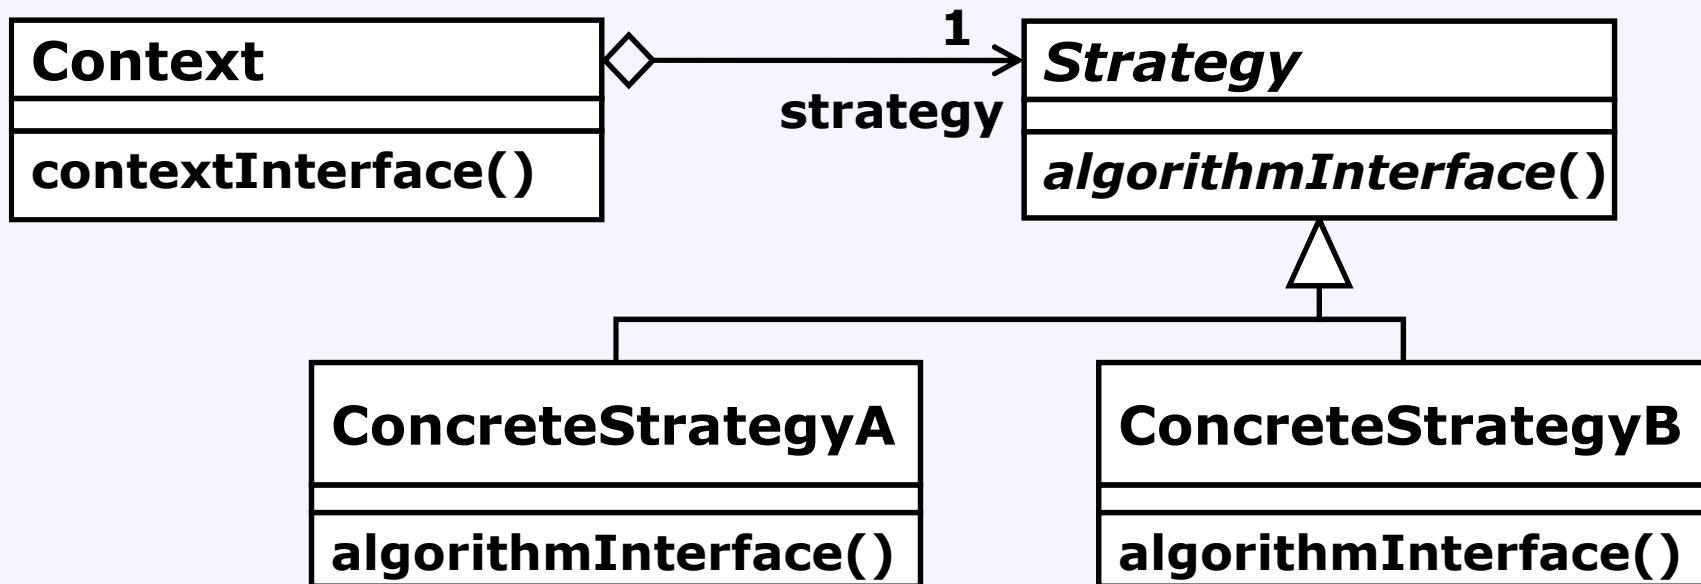 Context
1
Strategy
strategy
contextInterface()
algorithmInterface()
ConcreteStrategyA
ConcreteStrategyB
algorithmInterface()
algorithmInterface()